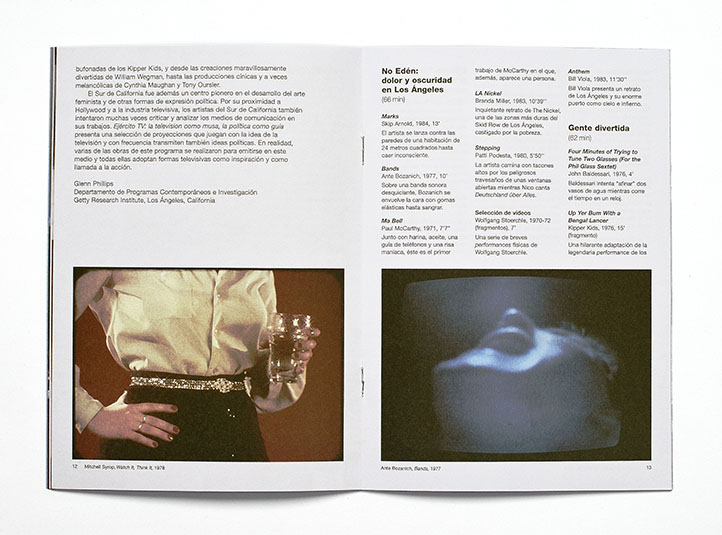 bufonadas de los Kipper Kids, y desde las creaciones maravillosamente
divertidas de William Wegman, hasta las producciones cínicas y a veces
melancólicas de Cynthia Maughan y Tony Oursler.
El Sur de California fue además un centro pionero en el desarrollo del arte
feminista y de otras formas de expresión política. Por su proximidad a
Hollywood y a la industria televisiva, los artistas del Sur de California también
intentaron muchas veces criticar y analizar los medios de comunicación en
sus trabajos. Ejército TV: la television como musa, la política como guía
presenta una selección de proyecciones que juegan con la idea de la
televisión y con frecuencia transmiten también ideas políticas. En realidad,
varias de las obras de este programa se realizaron para emitirse en este
medio y todas ellas adoptan formas televisivas como inspiración y como
llamada a la acción.
Glenn Phillips
Departamento de Programas Contemporáneos e Investigación
Getty Research Institute, Los Ángeles, California
12 Mitchell Syrop, Watch It, Think It, 1978
No Edén:
dolor y oscuridad
en Los Ángeles
(66 min)
Marks
Skip Arnold, 1984, 13'
El artista se lanza contra las
paredes de una habitación de
24 metros cuadrados hasta
caer inconsciente.
Bands
Ante Bozanich, 1977, 10'
Sobre una banda sonora
desquiciante, Bozanich se
envuelve la cara con gomas
elásticas hasta sangrar.
Ma Bell
Paul McCarthy, 1971, 7'7"
Junto con harina, aceite, una
guía de teléfonos y una risa
maníaca, éste es el primer
trabajo de McCarthy en el que,
además, aparece una persona.
LA Nickel
Branda Miller, 1983, 10'39"
Inquietante retrato de The Nickel,
una de las zonas más duras del
Skid Row de Los Ángeles,
castigado por la pobreza.
Stepping
Patti Podesta, 1980, 5'50"
La artista camina con tacones
altos por los peligrosos
travesaños de unas ventanas
abiertas mientras Nico canta
Deutschland Über Alles.
Selección de vídeos
Wolfgang Stoerchle, 1970-72
(fragmentos), 7'
Una serie de breves
performances físicas de
Wolfgang Stoerchle.
Anthem
Bill Viola, 1983, 11'30"
Bill Viola presenta un retrato
de Los Ángeles y su enorme
puerto como cielo e infierno.
Gente divertida
(62 min)
Four Minutes of Trying to
Tune Two Glasses (For the
Phil Glass Sextet)
John Baldessari, 1976, 4'
Baldessari intenta "afinar" dos
vasos de agua mientras corre
el tiempo en un reloj.
Up Yer Bum With a
Bengal Lancer
Kipper Kids, 1976, 15'
(fragmento)
Una hilarante adaptación de la
legendaria performance de los
Ante Bozanich, Bands, 1977 13